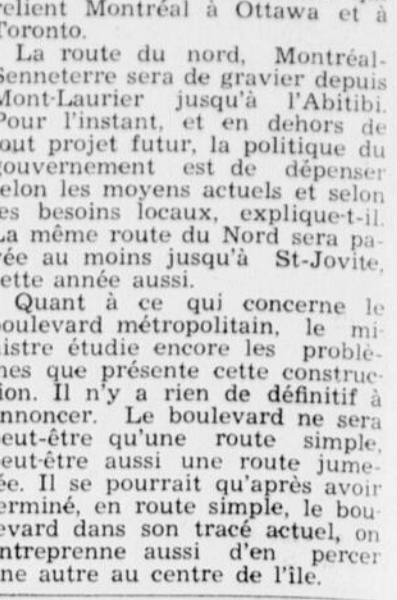 relient Montréal à Ottawa et à
Toronto.
La route du nord, Montréal-
Senneterre sera de gravier depuis
Mont-Laurier jusqu'à l'Abitibi.
Pour l'instant, et en dehors de
tout projet futur, la politique du
gouvernement est de dépenser
selon les moyens actuels et selon
les besoins locaux, explique-t-il.
La même route du Nord sera pa-
vée au moins jusqu'à St-Jovite,
cette année aussi.
Quant à ce qui concerne le
boulevard métropolitain, le mi-
nistre étudie encore les problè-
mes que présente cette construc-
tion. Il n'y a rien de définitif à
annoncer. Le boulevard ne sera
peut-être qu'une route simple,
peut-être aussi une route jume-
lée. Il se pourrait qu'après avoir
terminé, en route simple, le bou-
levard dans son tracé actuel, on
entreprenne aussi d'en percer
une autre au centre de l'île.